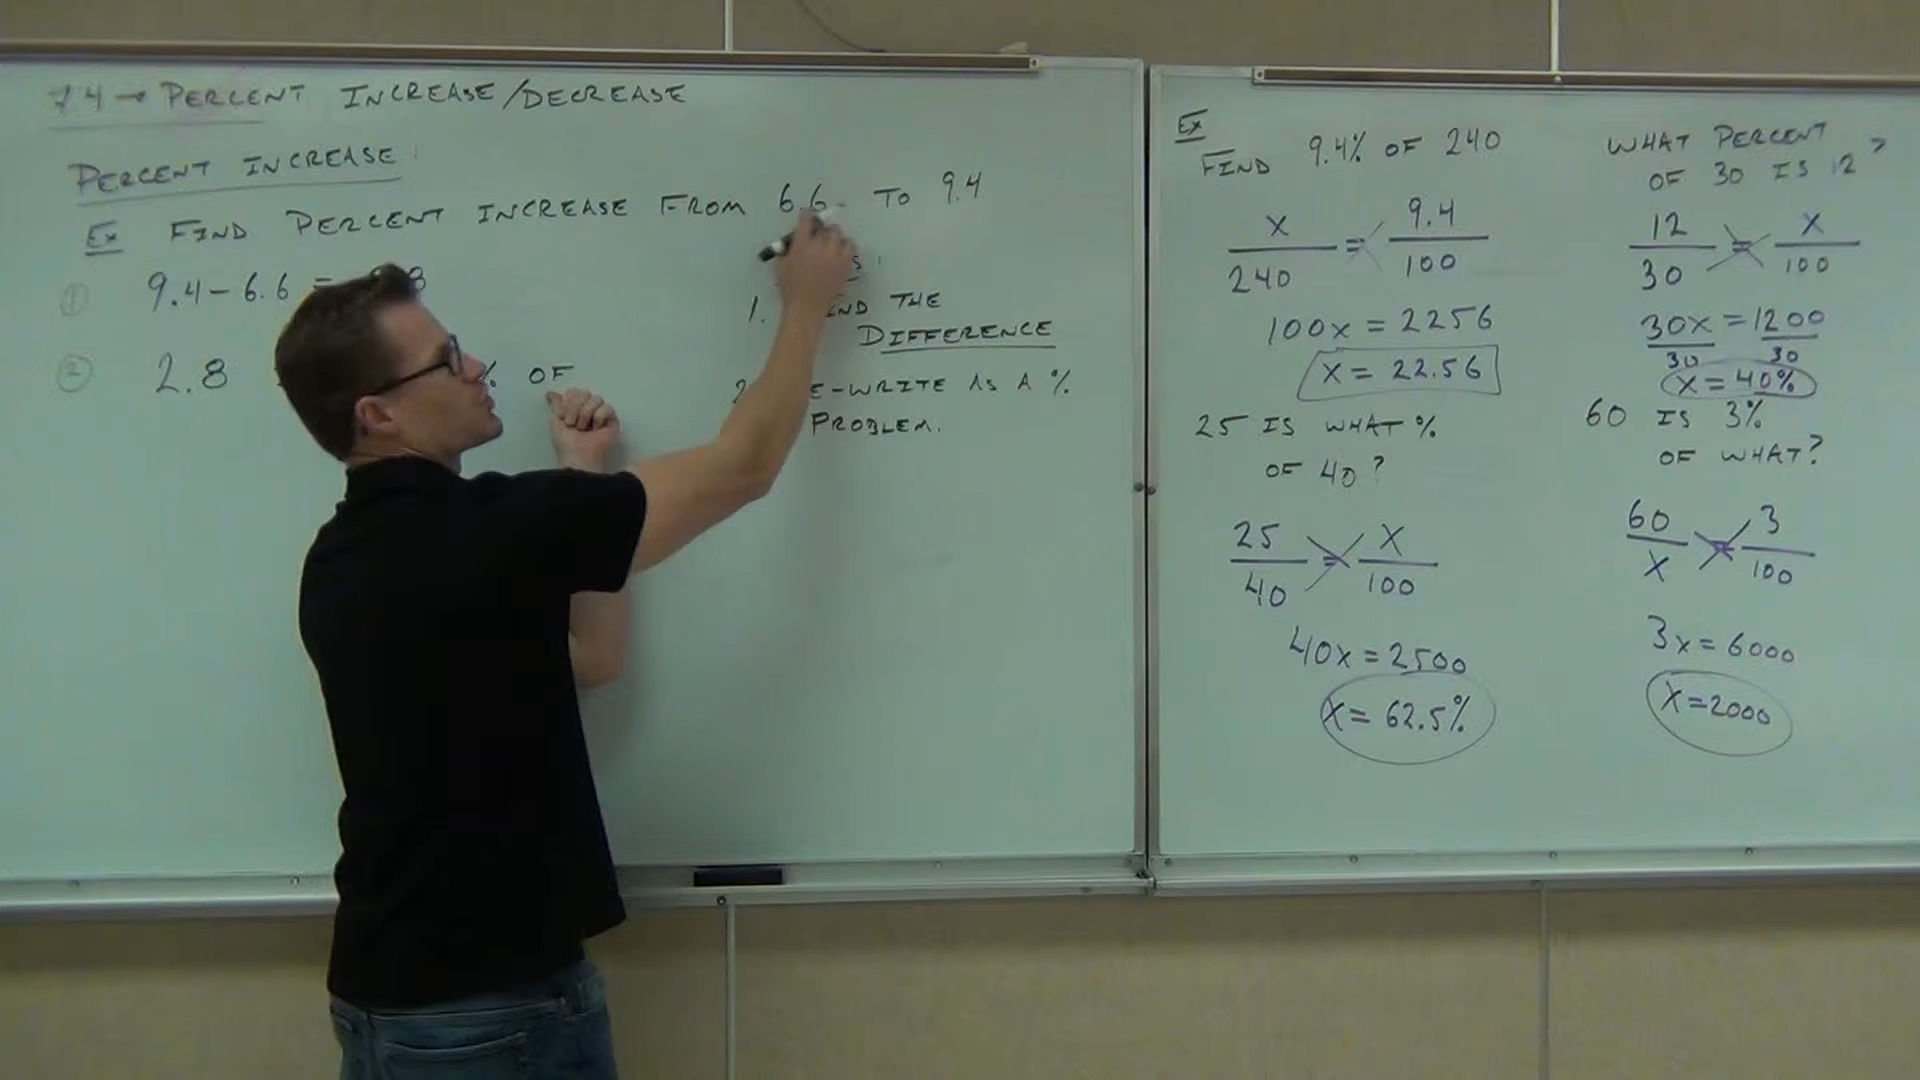 7.4 → PERCENT INCREASE/DECREASE
PERCENT INCREASE:
Ex FIND PERCENT INCREASE FROM 6.6 TO 9.4
① 9.4 - 6.6 = 8
② 2.8 % OF
1. THE
DIFFERENCE
2. E-WRITE AS A %
PROBLEM.
Ex
FIND 9.4% OF 240
x/240 = 9.4/100
100x = 2256
x = 22.56
25 IS WHAT %
OF 40?
25/40 = x/100
40x = 2500
x = 62.5%
WHAT PERCENT
OF 30 IS 12?
12/30 = x/100
30x = 1200
30 30
x = 40%
60 IS 3%
OF WHAT?
60/x = 3/100
3x = 6000
x = 2000